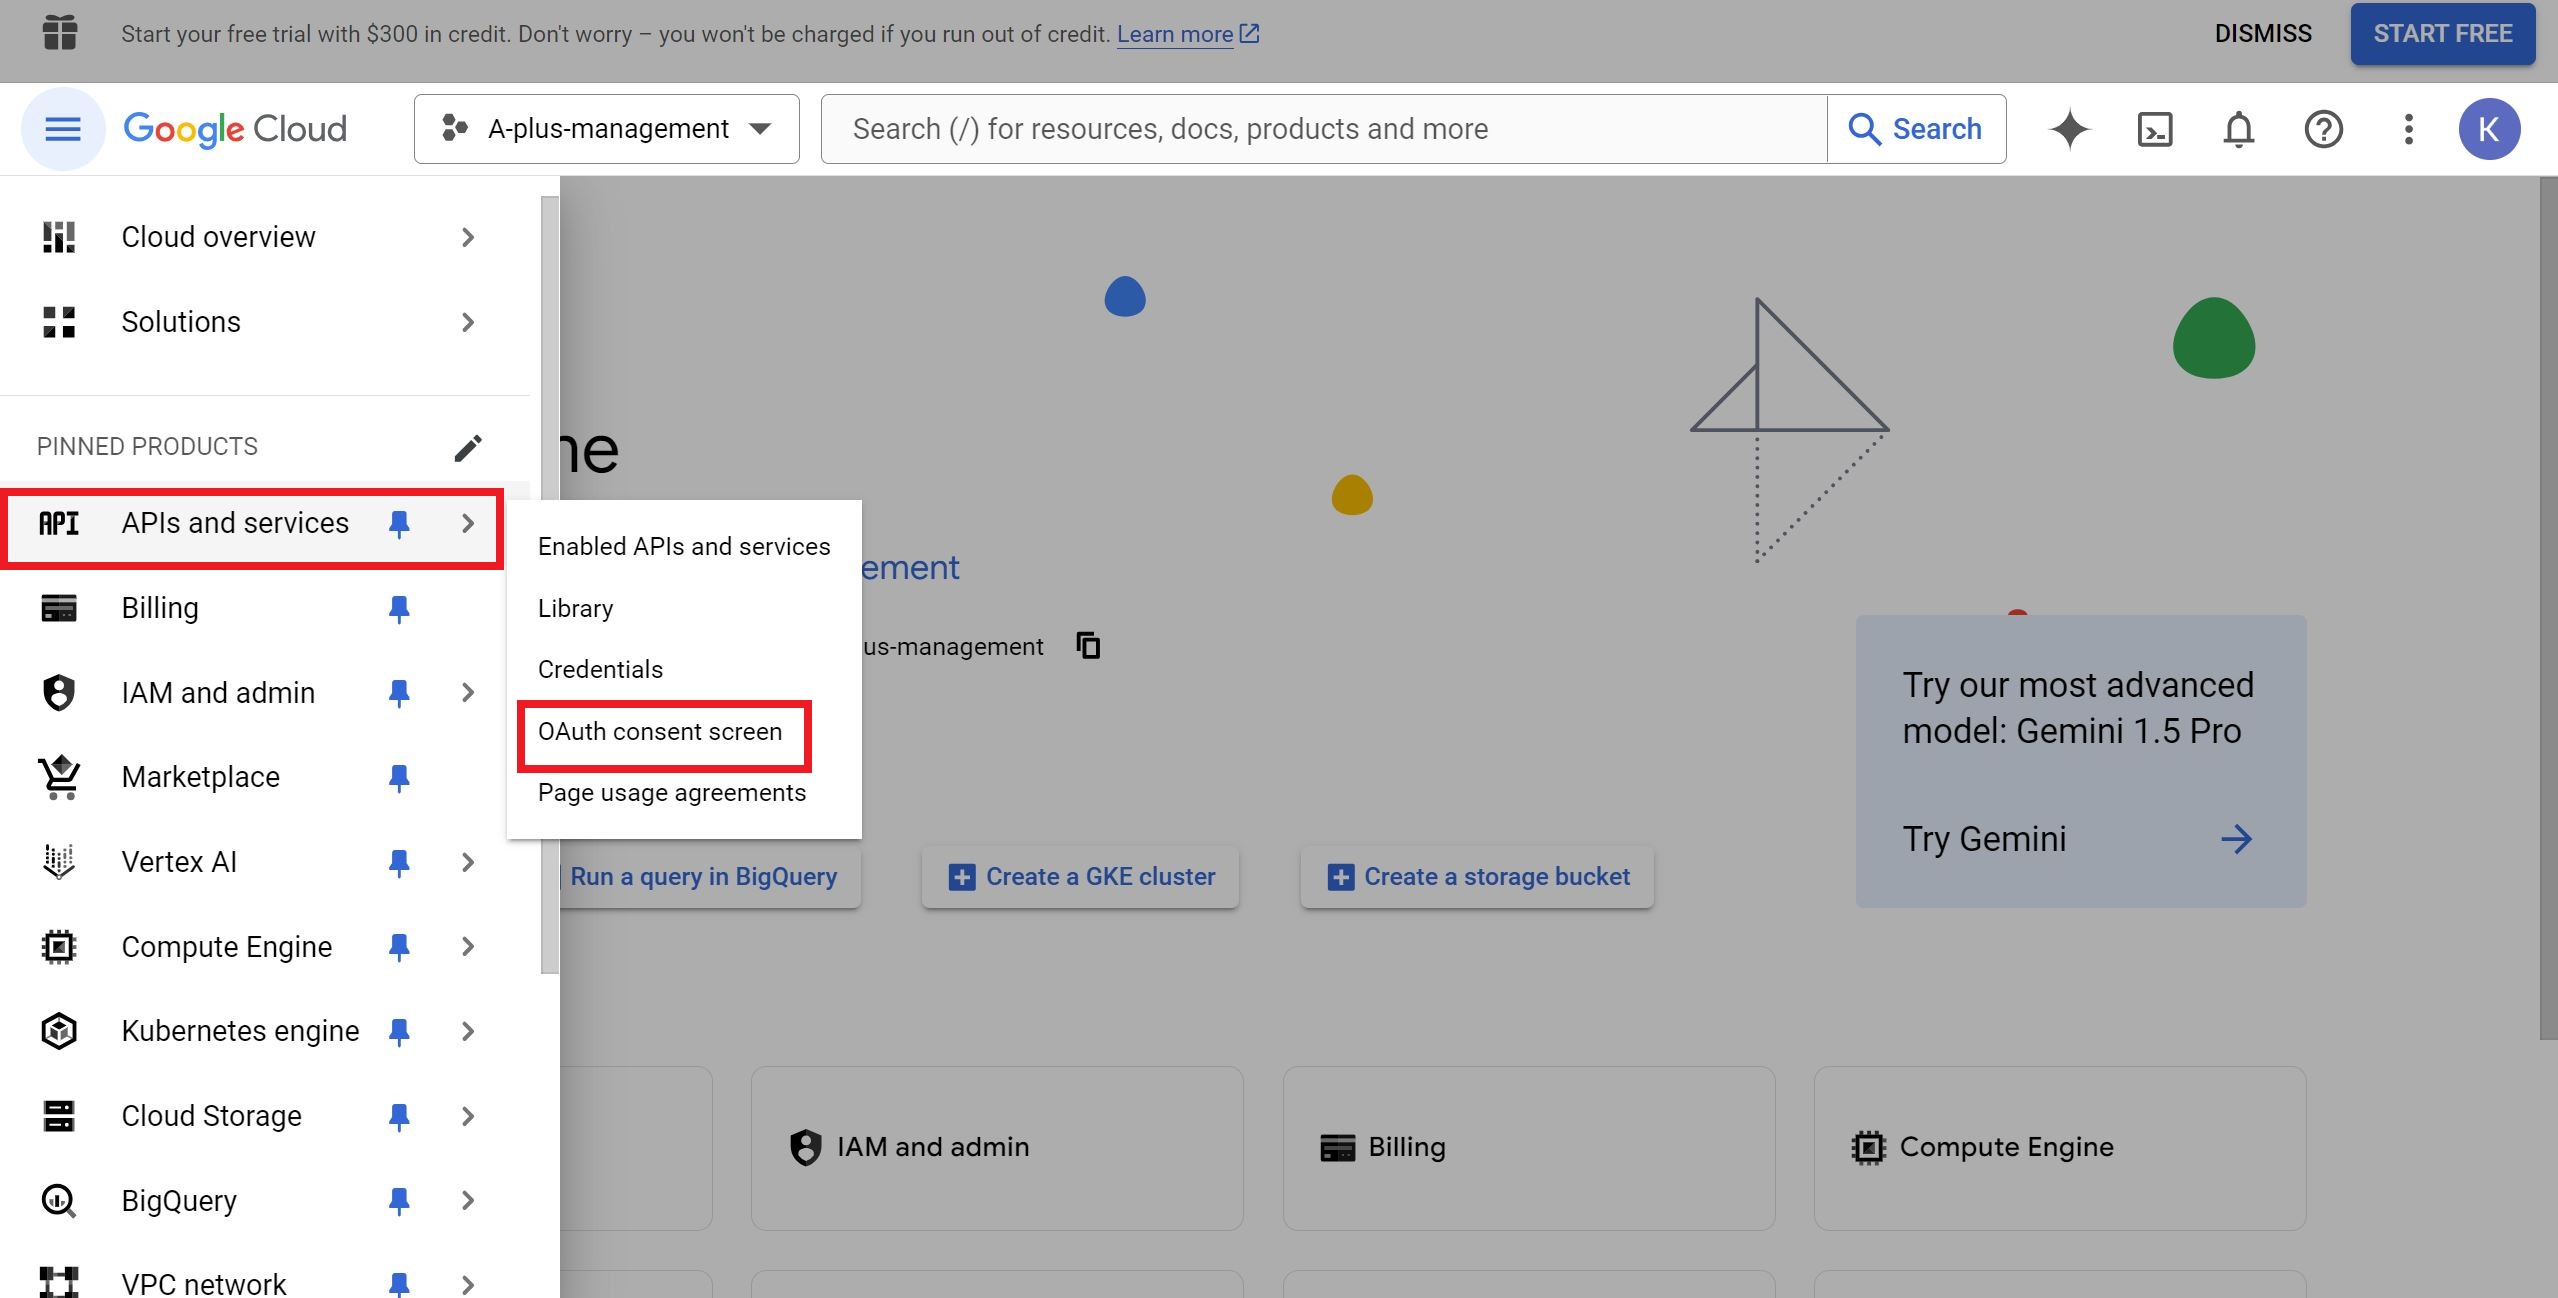 Start your free trial with $300 in credit. Don't worry – you won't be charged if you run out of credit. Learn more
DISMISS
START FREE
Google Cloud
A-plus-management
Search (/) for resources, docs, products and more
Search
K
Cloud overview
Solutions
PINNED PRODUCTS
API APIs and services
Billing
IAM and admin
Marketplace
Vertex AI
Compute Engine
Kubernetes engine
Cloud Storage
BigQuery
VPC network
Enabled APIs and services
Library
Credentials
OAuth consent screen
Page usage agreements
ne
ement
us-management
Try our most advanced
model: Gemini 1.5 Pro
Try Gemini
Run a query in BigQuery
Create a GKE cluster
Create a storage bucket
IAM and admin
Billing
Compute Engine